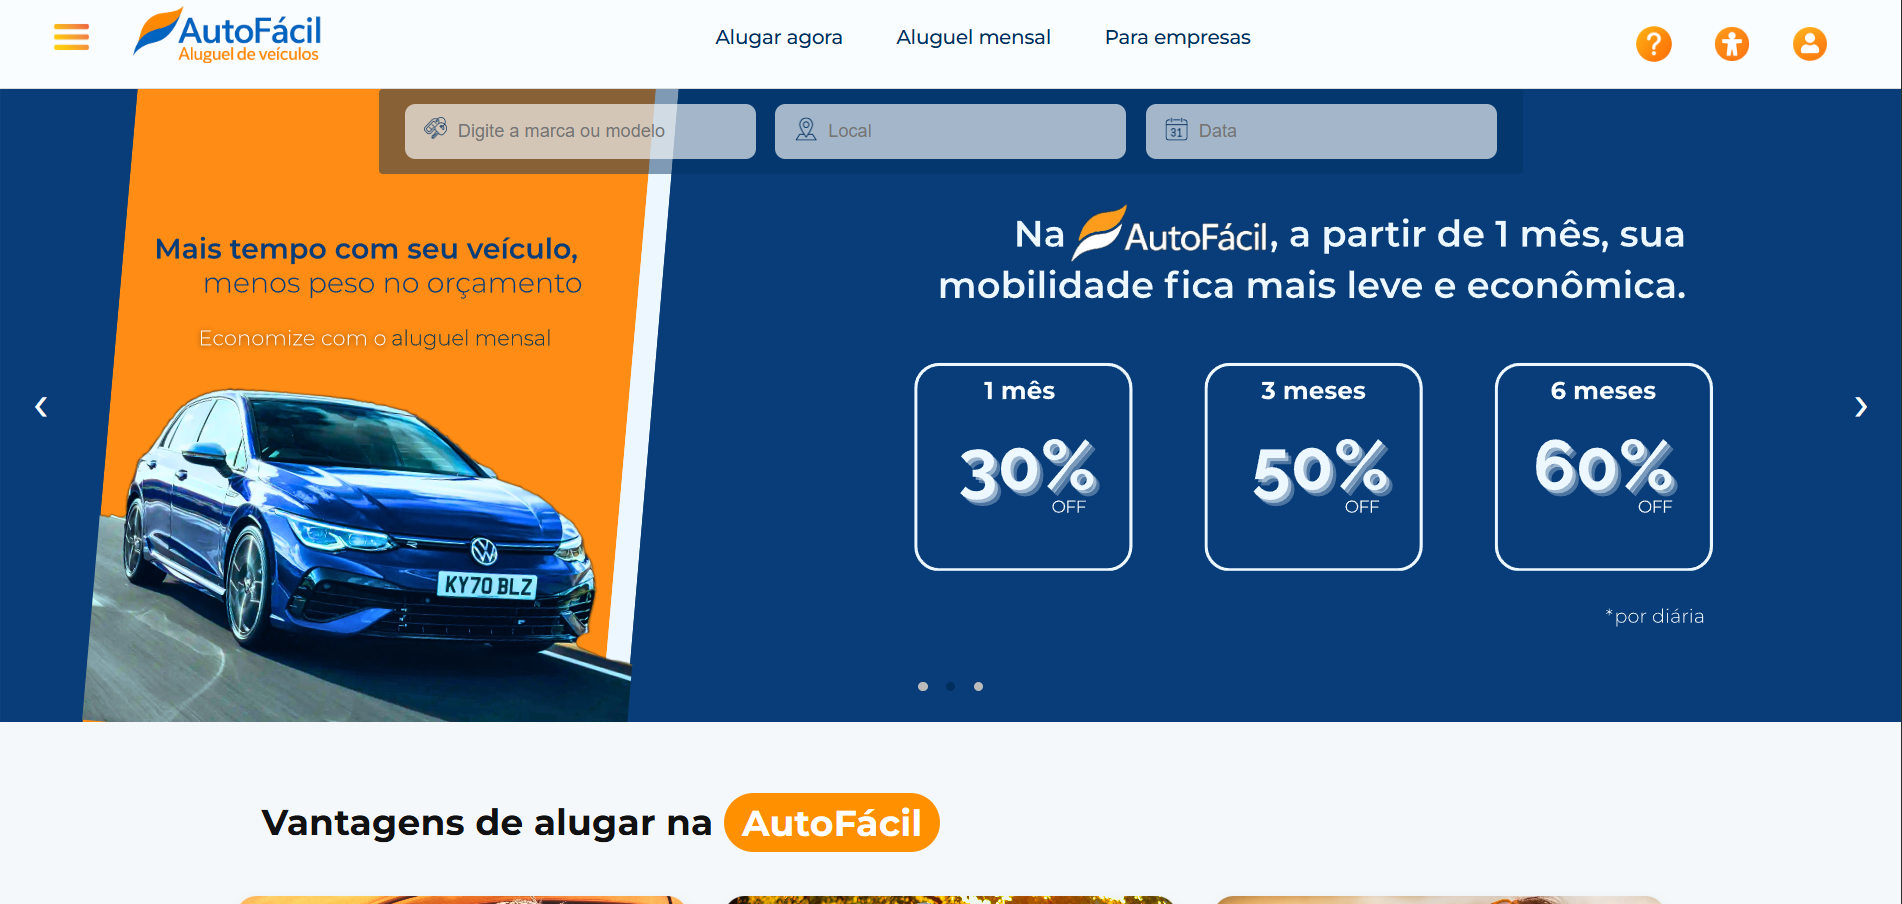 AutoFácil
Aluguel de veículos
Alugar agora
Aluguel mensal
Para empresas
?
Digite a marca ou modelo
Local
31
Data
Mais tempo com seu veículo,
menos peso no orçamento
Economize com o aluguel mensal
KY70 BLZ
Na AutoFácil, a partir de 1 mês, sua
mobilidade fica mais leve e econômica.
1 mês
30%
OFF
3 meses
50%
OFF
6 meses
60%
OFF
*por diária
Vantagens de alugar na AutoFácil